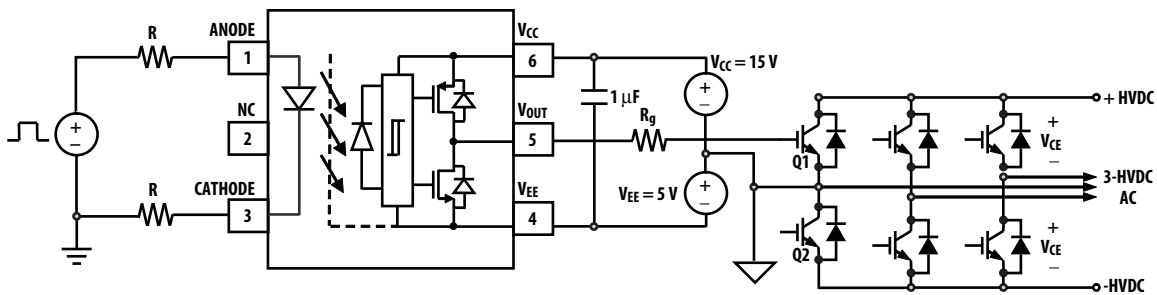 R
ANODE
1
NC
2
R
CATHODE
3
VCC
6
VOUT
5
VEE
4
1 μF
VCC = 15 V
Rg
VEE = 5 V
+ HVDC
Q1
+
VCE
−
3-HVDC
AC
Q2
+
VCE
−
-HVDC
+
−
+
−
+
−